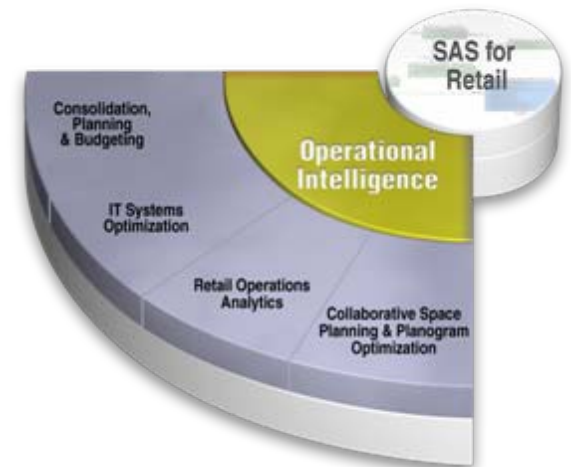 SAS for
Retail
Operational
Intelligence
Consolidation,
Planning
& Budgeting
IT Systems
Optimization
Retail Operations
Analytics
Collaborative Space
Planning & Planogram
Optimization